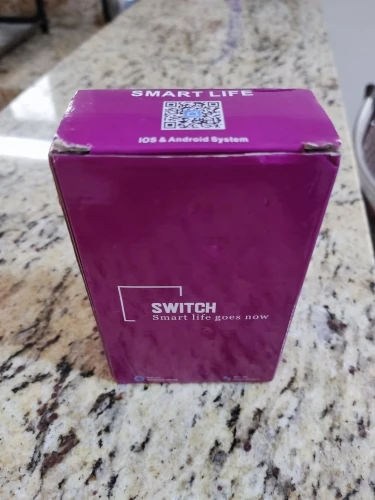 SMART LIFE
IOS & Android System
SWITCH
Smart life goes now